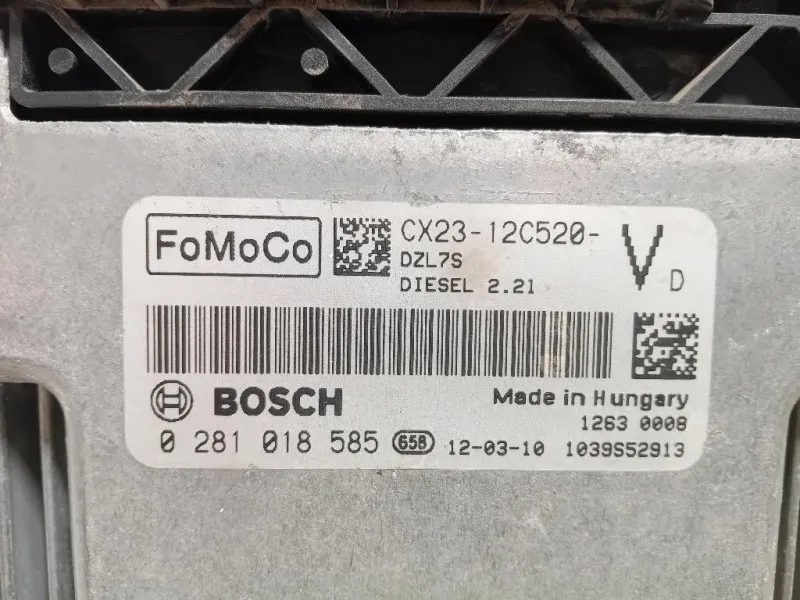 FoMoCo
CX23-12C520- V D
DZL7S
DIESEL 2.2l
BOSCH
Made in Hungary
1263 0008
0 281 018 585 658 12-03-10 1039S52913